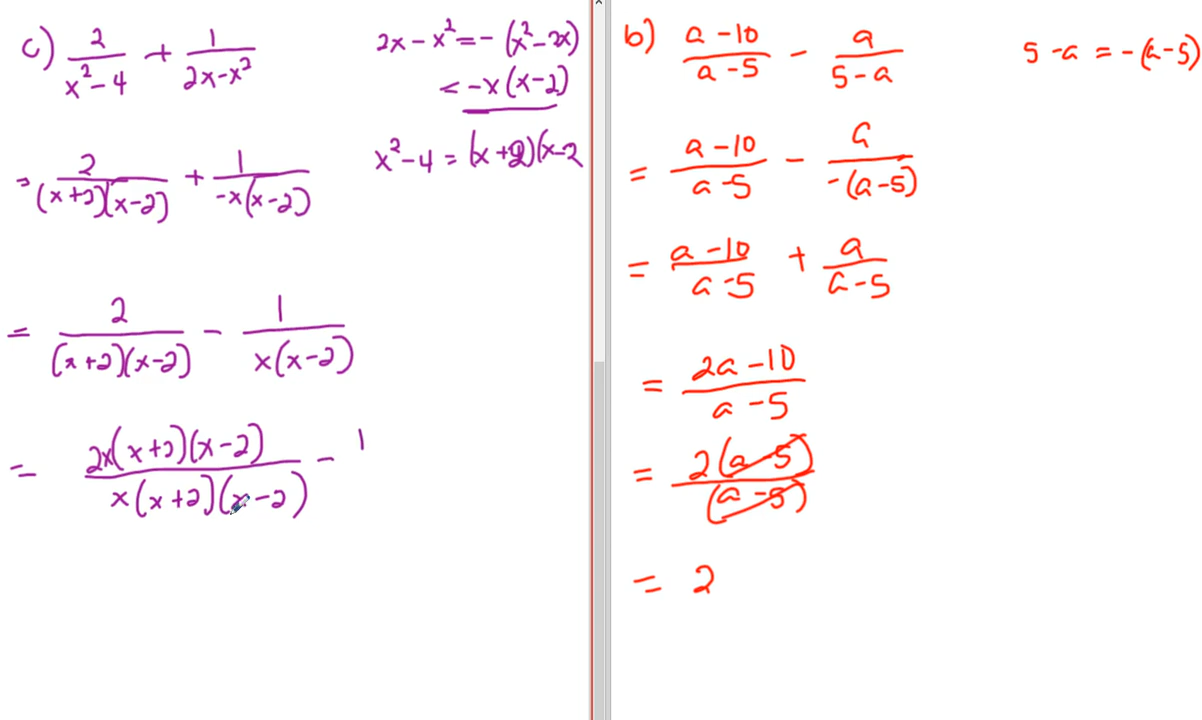 c) 2/(x²-4) + 1/(2x-x²)
2x-x² = -(x²-2x)
< -x(x-2)
x²-4 = (x+2)(x-2
= 2/((x+2)(x-2)) + 1/(-x(x-2))
= 2/((x+2)(x-2)) - 1/(x(x-2))
= 2x(x+2)(x-2)/(x(x+2)(x-2)) - 1
b) (a-10)/(a-5) - a/(5-a)
5-a = -(a-5)
= (a-10)/(a-5) - a/(-(a-5))
= (a-10)/(a-5) + a/(a-5)
= (2a-10)/(a-5)
= 2(a-5)/(a-5)
= 2